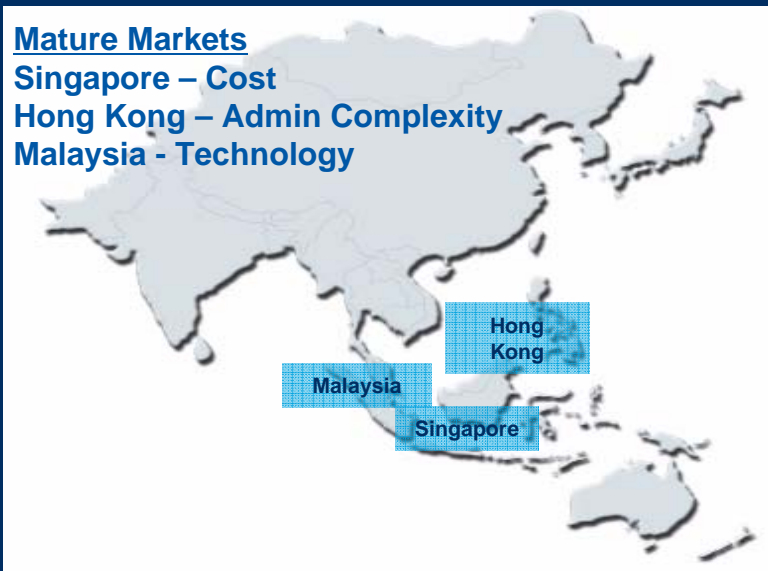 Mature Markets
Singapore – Cost
Hong Kong – Admin Complexity
Malaysia - Technology
Hong
Kong
Malaysia
Singapore